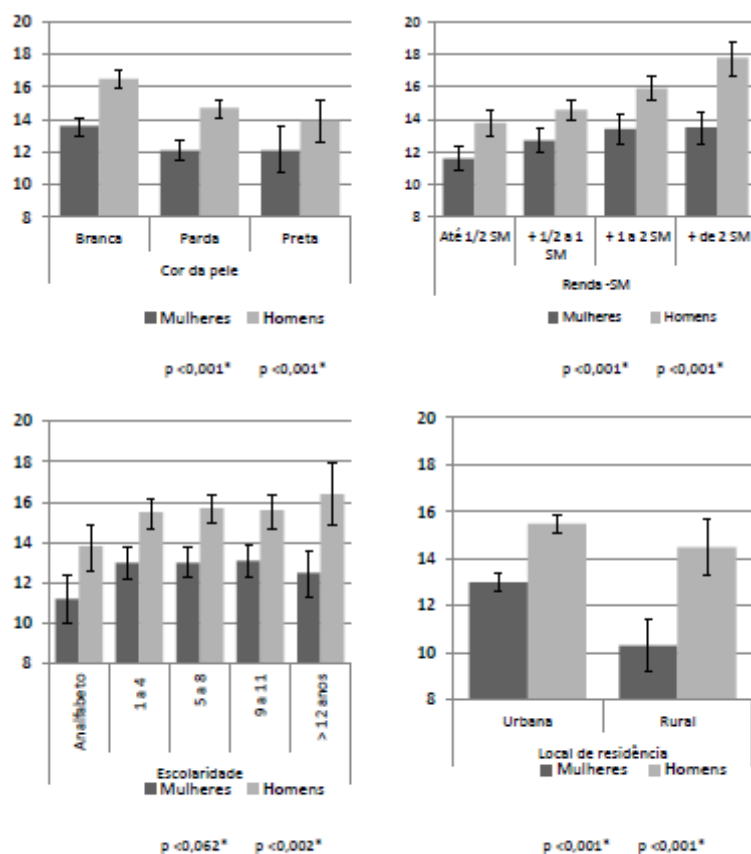 20
18
16
14
12
10
8
Branca Parda Preta
Cor da pele
Mulheres Homens
p <0,001* p <0,001*
20
18
16
14
12
10
8
Até 1/2 SM + 1/2 a 1 SM + 1 a 2 SM + de 2 SM
Renda -SM
Mulheres Homens
p <0,001* p <0,001*
20
18
16
14
12
10
8
Analfabeto 1 a 4 5 a 8 9 a 11 > 12 anos
Escolaridade
Mulheres Homens
p <0,062* p <0,002*
20
18
16
14
12
10
8
Urbana Rural
Local de residência
Mulheres Homens
p <0,001* p <0,001*